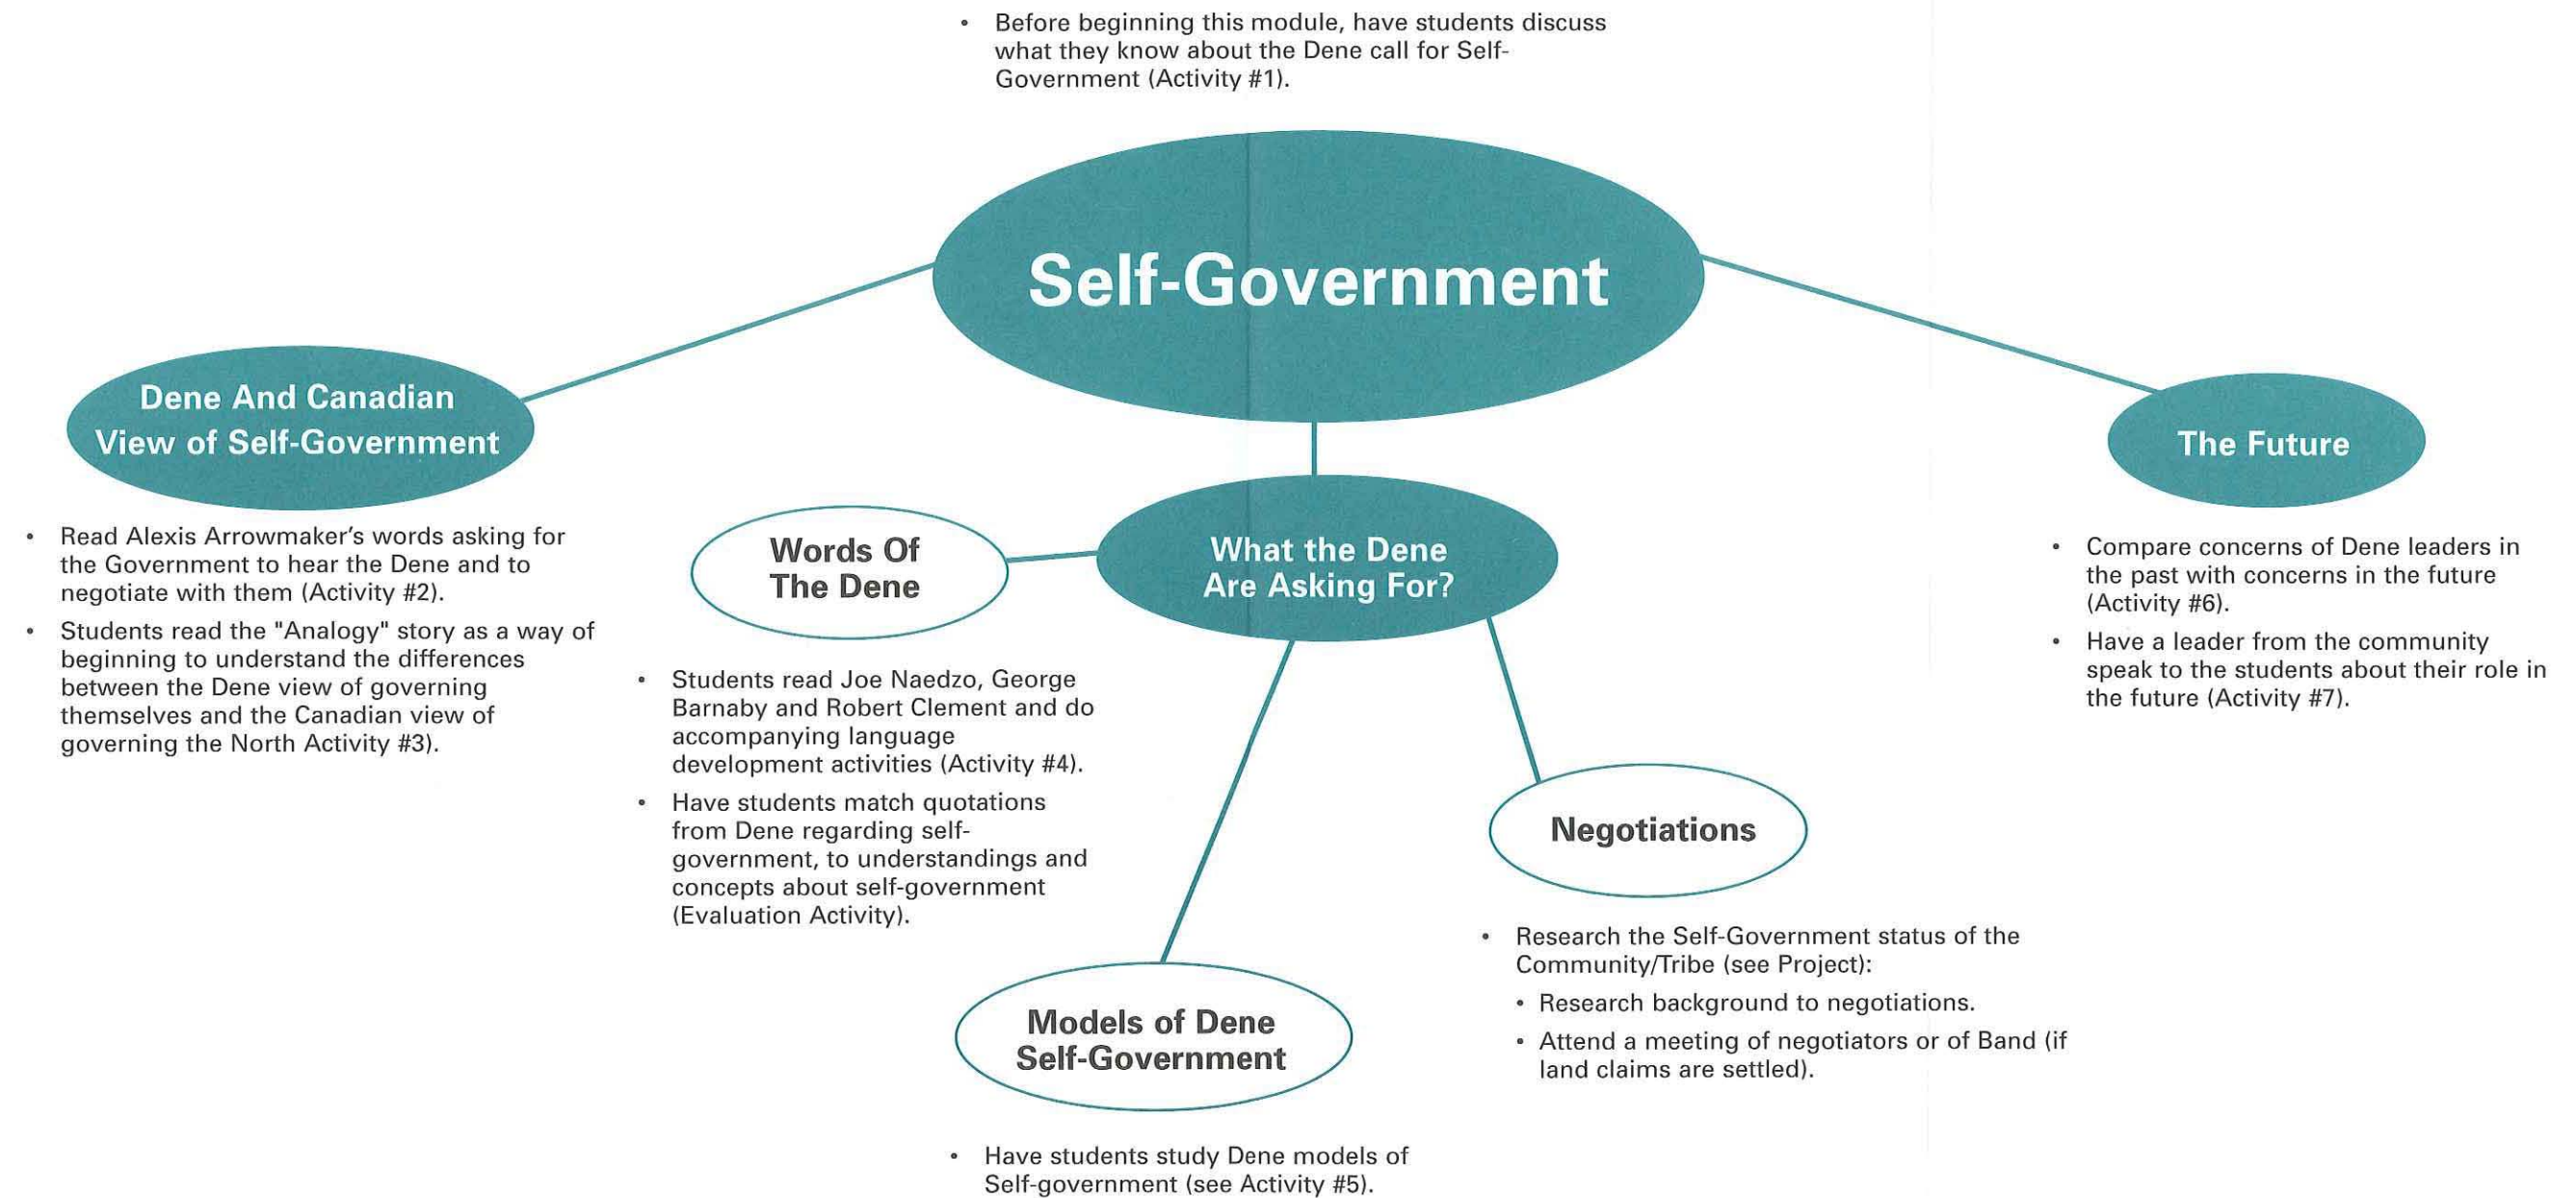 • Before beginning this module, have students discuss
what they know about the Dene call for Self-
Government (Activity #1).
Self-Government
Dene And Canadian
View of Self-Government
• Read Alexis Arrowmaker's words asking for
the Government to hear the Dene and to
negotiate with them (Activity #2).
• Students read the "Analogy" story as a way of
beginning to understand the differences
between the Dene view of governing
themselves and the Canadian view of
governing the North Activity #3).
What the Dene
Are Asking For?
Words Of
The Dene
• Students read Joe Naedzo, George
Barnaby and Robert Clement and do
accompanying language
development activities (Activity #4).
• Have students match quotations
from Dene regarding self-
government, to understandings and
concepts about self-government
(Evaluation Activity).
Models of Dene
Self-Government
• Have students study Dene models of
Self-government (see Activity #5).
Negotiations
• Research the Self-Government status of the
Community/Tribe (see Project):
• Research background to negotiations.
• Attend a meeting of negotiators or of Band (if
land claims are settled).
The Future
• Compare concerns of Dene leaders in
the past with concerns in the future
(Activity #6).
• Have a leader from the community
speak to the students about their role in
the future (Activity #7).